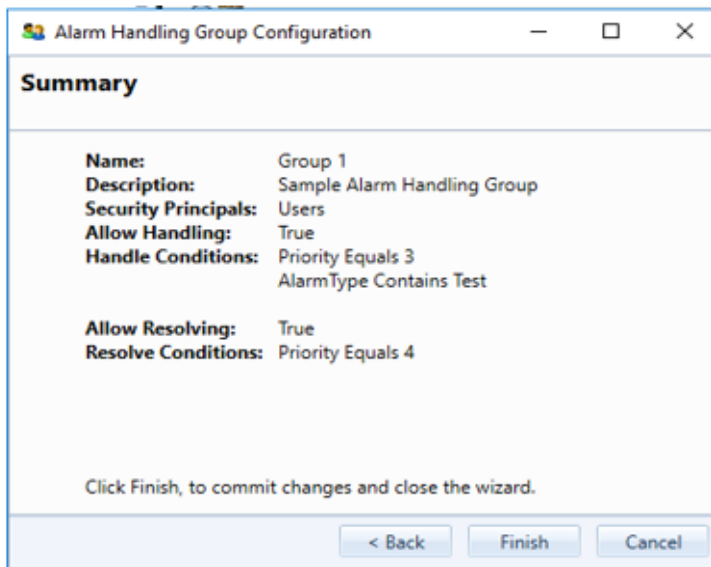 Alarm Handling Group Configuration
Summary
Name: Group 1
Description: Sample Alarm Handling Group
Security Principals: Users
Allow Handling: True
Handle Conditions: Priority Equals 3
AlarmType Contains Test
Allow Resolving: True
Resolve Conditions: Priority Equals 4
Click Finish, to commit changes and close the wizard.
< Back Finish Cancel